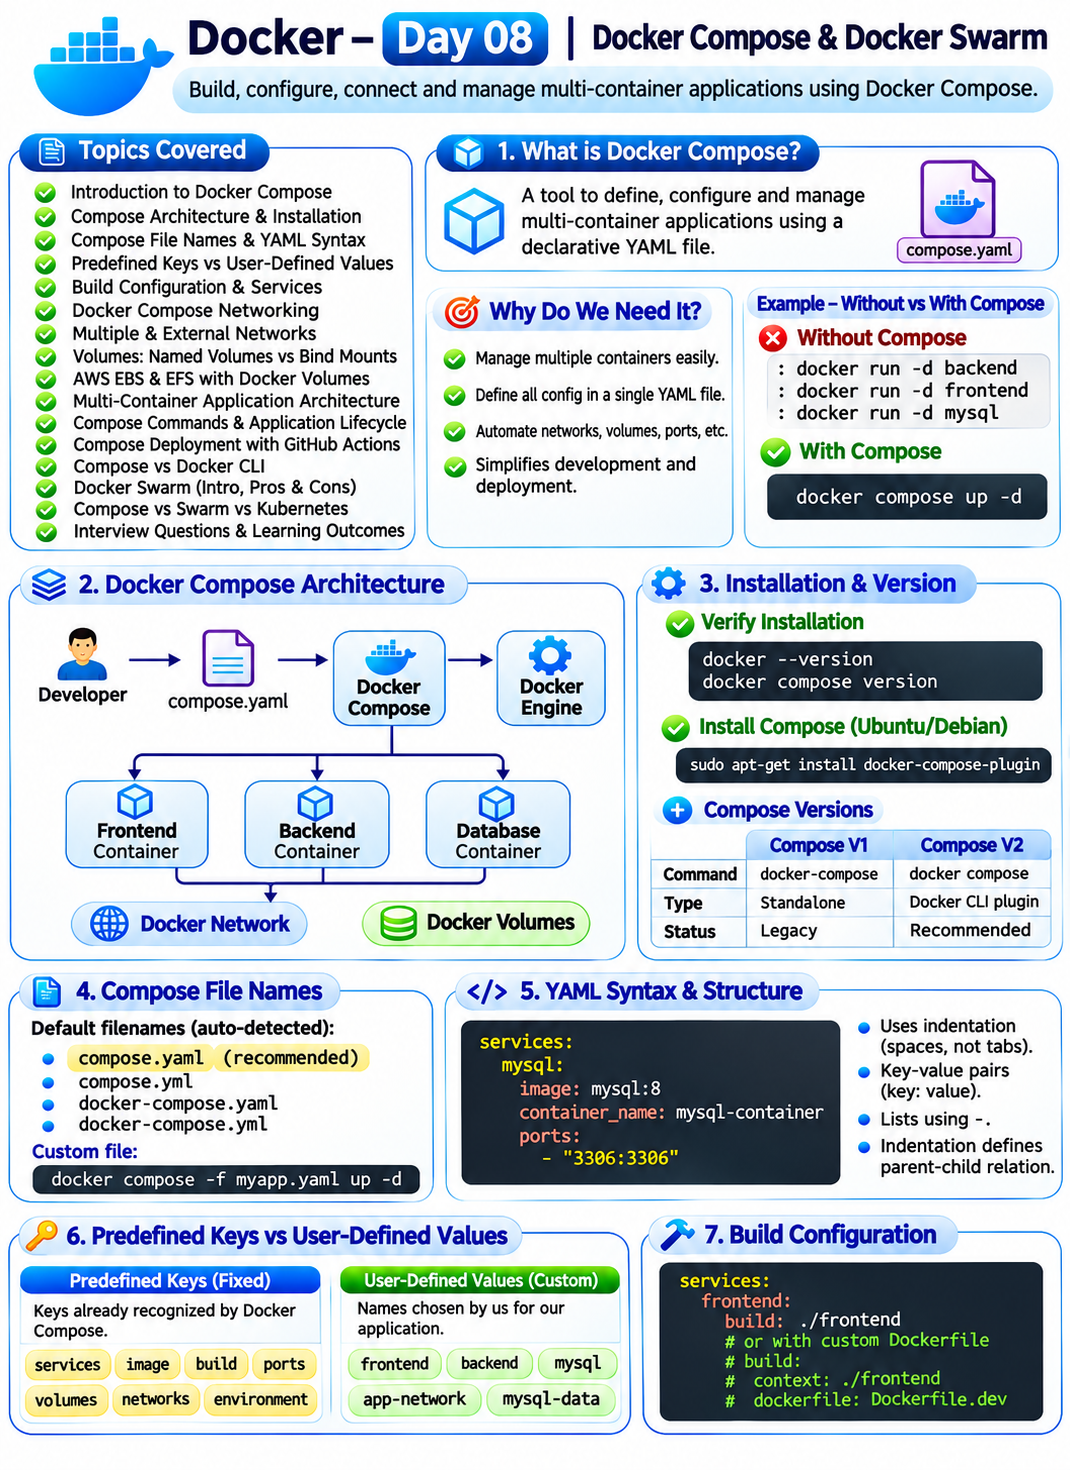 Docker – Day 08 | Docker Compose & Docker Swarm
Build, configure, connect and manage multi-container applications using Docker Compose.
Topics Covered
Introduction to Docker Compose
Compose Architecture & Installation
Compose File Names & YAML Syntax
Predefined Keys vs User-Defined Values
Build Configuration & Services
Docker Compose Networking
Multiple & External Networks
Volumes: Named Volumes vs Bind Mounts
AWS EBS & EFS with Docker Volumes
Multi-Container Application Architecture
Compose Commands & Application Lifecycle
Compose Deployment with GitHub Actions
Compose vs Docker CLI
Docker Swarm (Intro, Pros & Cons)
Compose vs Swarm vs Kubernetes
Interview Questions & Learning Outcomes
1. What is Docker Compose?
A tool to define, configure and manage
multi-container applications using a
declarative YAML file.
compose.yaml
Why Do We Need It?
Manage multiple containers easily.
Define all config in a single YAML file.
Automate networks, volumes, ports, etc.
Simplifies development and
deployment.
Example – Without vs With Compose
Without Compose
: docker run -d backend
: docker run -d frontend
: docker run -d mysql
With Compose
docker compose up -d
2. Docker Compose Architecture
Developer
compose.yaml
Docker
Compose
Docker
Engine
Frontend
Container
Backend
Container
Database
Container
Docker Network
Docker Volumes
3. Installation & Version
Verify Installation
docker --version
docker compose version
Install Compose (Ubuntu/Debian)
sudo apt-get install docker-compose-plugin
Compose Versions
Compose V1 Compose V2
Command docker-compose docker compose
Type Standalone Docker CLI plugin
Status Legacy Recommended
4. Compose File Names
Default filenames (auto-detected):
compose.yaml (recommended)
compose.yml
docker-compose.yaml
docker-compose.yml
Custom file:
docker compose -f myapp.yaml up -d
</> 5. YAML Syntax & Structure
services:
mysql:
image: mysql:8
container_name: mysql-container
ports:
- "3306:3306"
Uses indentation
(spaces, not tabs).
Key-value pairs
(key: value).
Lists using -.
Indentation defines
parent-child relation.
6. Predefined Keys vs User-Defined Values
Predefined Keys (Fixed)
Keys already recognized by Docker
Compose.
services image build ports
volumes networks environment
User-Defined Values (Custom)
Names chosen by us for our
application.
frontend backend mysql
app-network mysql-data
7. Build Configuration
services:
frontend:
build: ./frontend
# or with custom Dockerfile
# build:
# context: ./frontend
# dockerfile: Dockerfile.dev